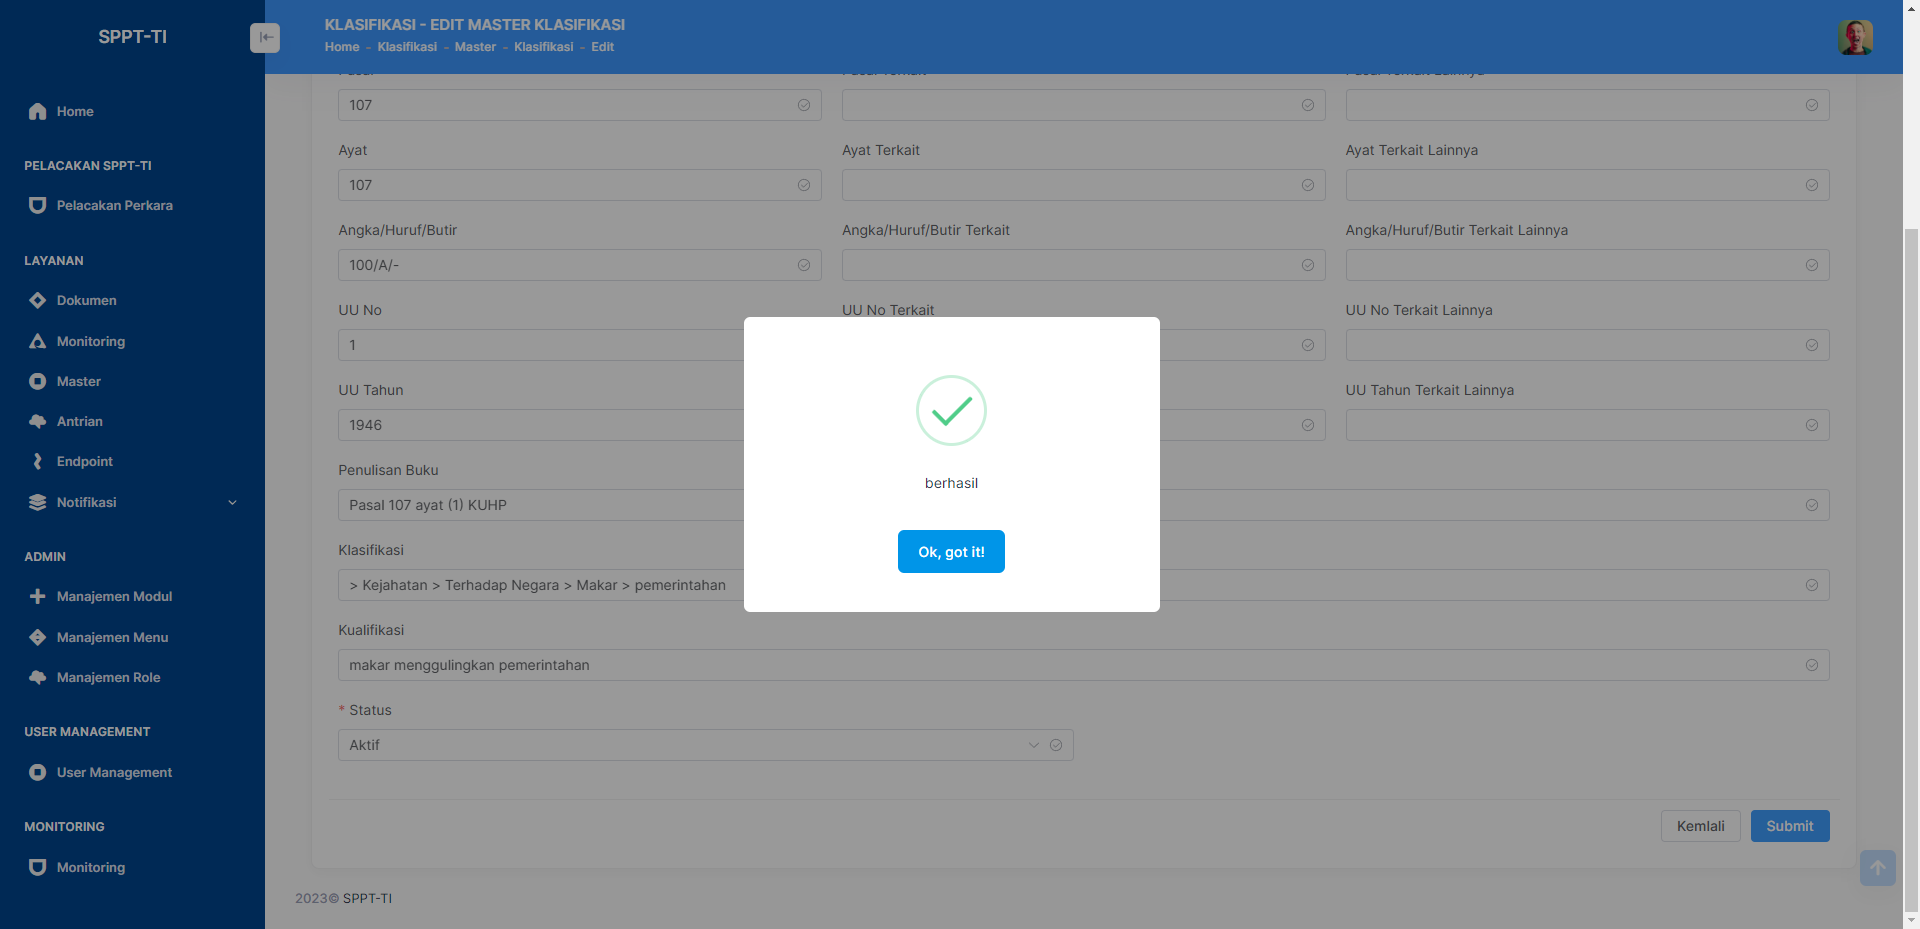 SPPT-TI
KLASIFIKASI - EDIT MASTER KLASIFIKASI
Home - Klasifikasi - Master - Klasifikasi - Edit
Home
PELACAKAN SPPT-TI
Pelacakan Perkara
LAYANAN
Dokumen
Monitoring
Master
Antrian
Endpoint
Notifikasi
ADMIN
Manajemen Modul
Manajemen Menu
Manajemen Role
USER MANAGEMENT
User Management
MONITORING
Monitoring
107
Ayat
Ayat Terkait
Ayat Terkait Lainnya
107
Angka/Huruf/Butir
Angka/Huruf/Butir Terkait
Angka/Huruf/Butir Terkait Lainnya
100/A/-
UU No
UU No Terkait
UU No Terkait Lainnya
1
UU Tahun
UU Tahun Terkait Lainnya
1946
Penulisan Buku
Pasal 107 ayat (1) KUHP
Klasifikasi
> Kejahatan > Terhadap Negara > Makar > pemerintahan
Kualifikasi
makar menggulingkan pemerintahan
* Status
Aktif
berhasil
Ok, got it!
Kemlali
Submit
2023© SPPT-TI